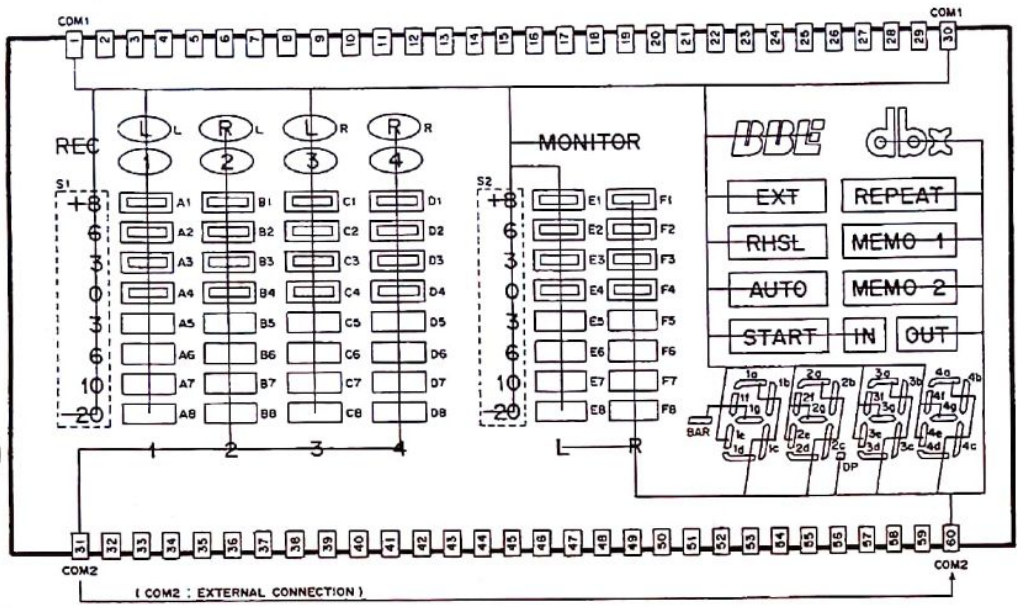 COM1 COM1
1 2 3 4 5 6 7 8 9 10 11 12 13 14 15 16 17 18 19 20 21 22 23 24 25 26 27 28 29 30
L L R L L R R R
REC 1 2 3 4 MONITOR BBE dbx
S1 S2
+8 A1 B1 C1 D1 +8 E1 F1 EXT REPEAT
6 A2 B2 C2 D2 6 E2 F2
3 A3 B3 C3 D3 3 E3 F3 RHSL MEMO 1
0 A4 B4 C4 D4 0 E4 F4 AUTO MEMO 2
3 A5 B5 C5 D5 3 E5 F5 START IN OUT
6 A6 B6 C6 D6 6 E6 F6
10 A7 B7 C7 D7 10 E7 F7
-20 A8 B8 C8 D8 -20 E8 F8
1a 2a 3a 4a
1b 2b 3b 4b
1f 2f 3f 4f
1g 2g 3g 4g
BAR 1e 2e 3e 4e
1d 1c 2d 2c 3d 3c 4d 4c
DP
1 2 3 4 L R
31 32 33 34 35 36 37 38 39 40 41 42 43 44 45 46 47 48 49 50 51 52 53 54 55 56 57 58 59 60
COM2 COM2
( COM2 : EXTERNAL CONNECTION )